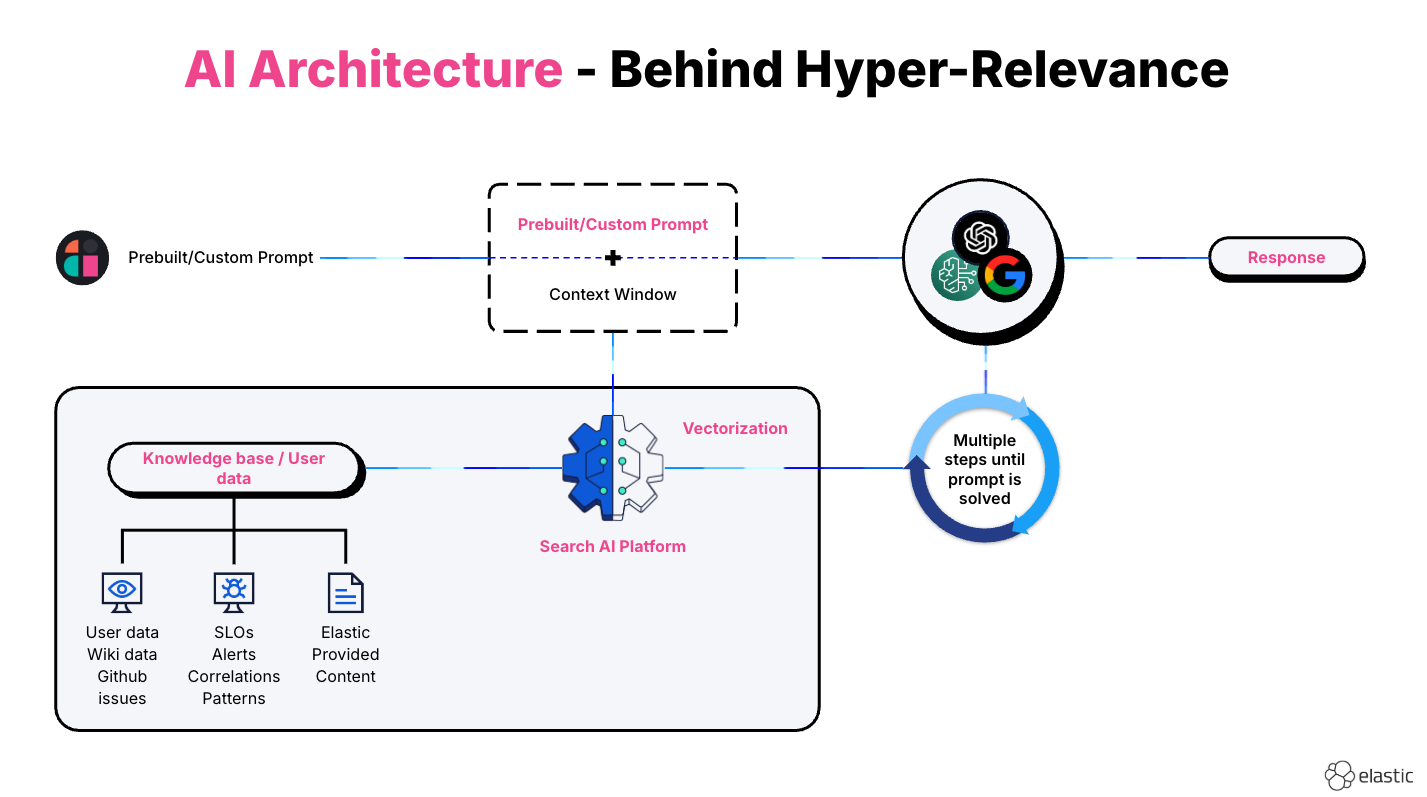 AI Architecture - Behind Hyper-Relevance
Prebuilt/Custom Prompt
Prebuilt/Custom Prompt
Context Window
Response
Knowledge base / User
data
Vectorization
Search AI Platform
Multiple
steps until
prompt is
solved
User data
Wiki data
Github
issues
SLOs
Alerts
Correlations
Patterns
Elastic
Provided
Content
elastic